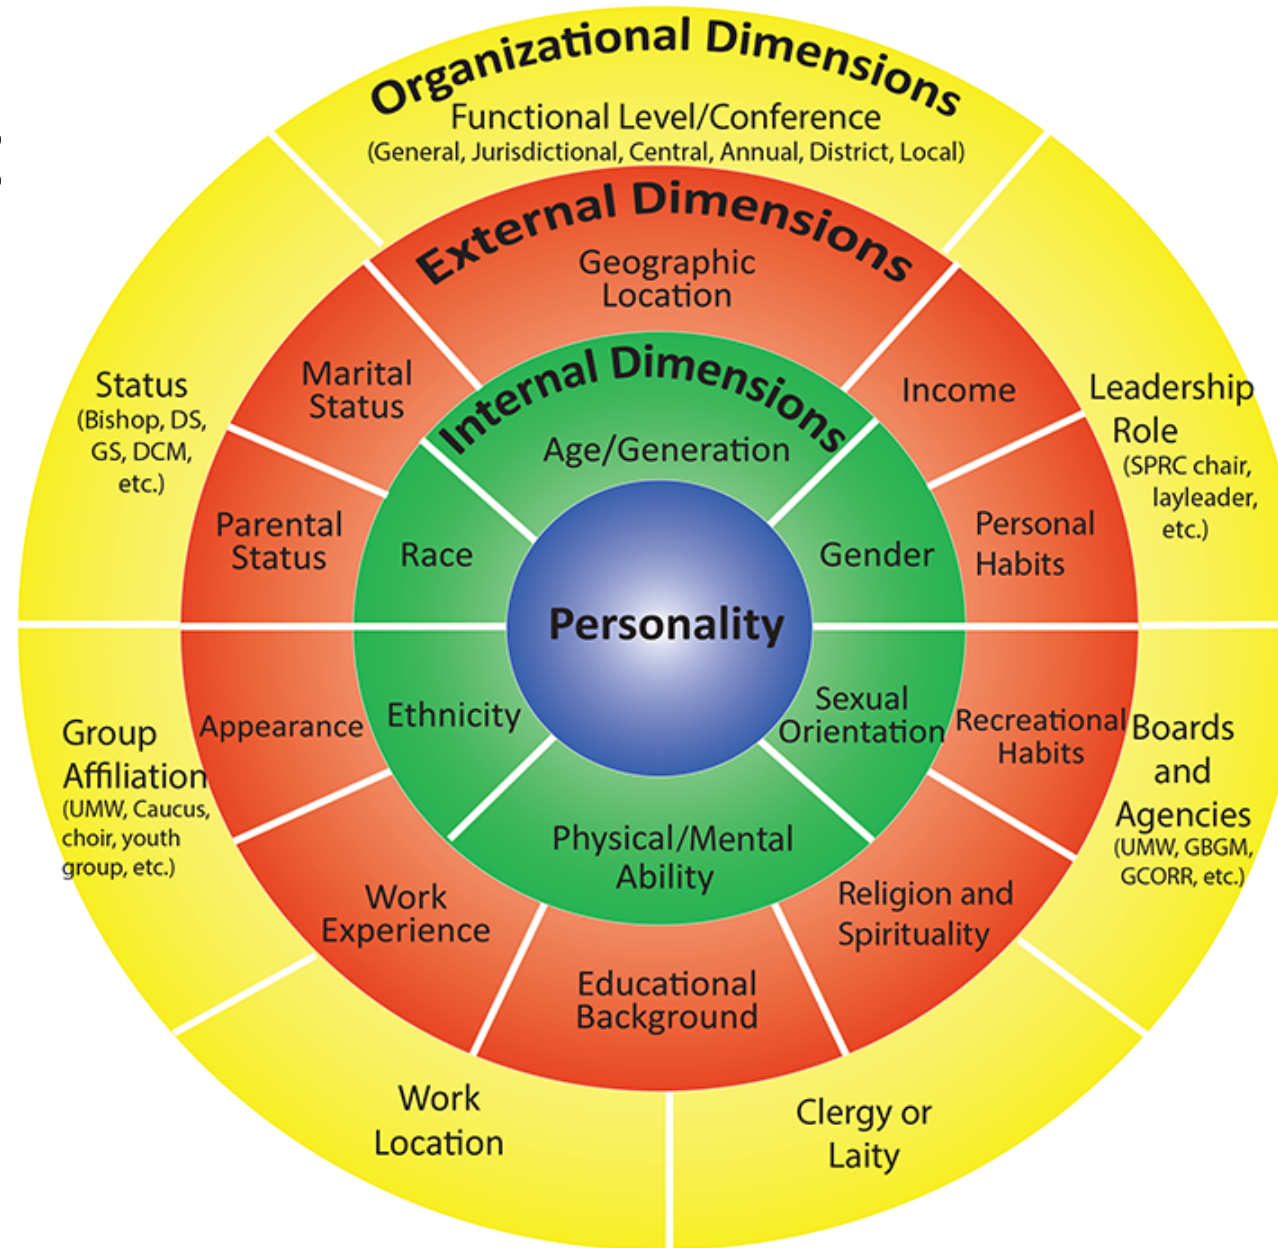 Organizational Dimensions
Functional Level/Conference
(General, Jurisdictional, Central, Annual, District, Local)
External Dimensions
Geographic
Location
Internal Dimensions
Age/Generation
Personality
Status
(Bishop, DS,
GS, DCM,
etc.)
Marital
Status
Income
Leadership
Role
(SPRC chair,
layleader,
etc.)
Parental
Status
Race
Gender
Personal
Habits
Group
Affiliation
(UMW, Caucus,
choir, youth
group, etc.)
Appearance
Ethnicity
Sexual
Orientation
Recreational
Habits
Boards
and
Agencies
(UMW, GBGM,
GCORR, etc.)
Physical/Mental
Ability
Work
Experience
Educational
Background
Religion and
Spirituality
Work
Location
Clergy or
Laity